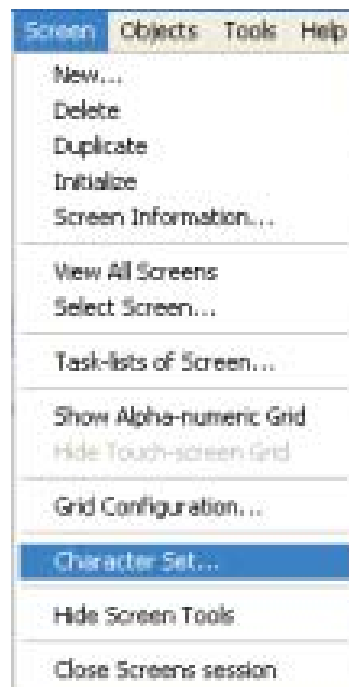 Screen Objects Tools Help
New...
Delete
Duplicate
Initialize
Screen Information...
View All Screens
Select Screen...
Task-lists of Screen...
Show Alpha-numeric Grid
Hide Touch-screen Grid
Grid Configuration...
Character Set...
Hide Screen Tools
Close Screens session